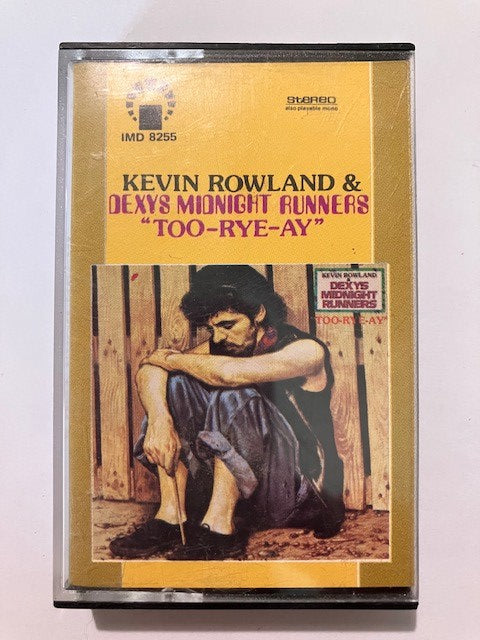 IMD 8255
STEREO
also playable mono
KEVIN ROWLAND &
DEXYS MIDNIGHT RUNNERS
"TOO-RYE-AY"
KEVIN ROWLAND
&
DEXYS
MIDNIGHT
RUNNERS
"TOO-RYE-AY"